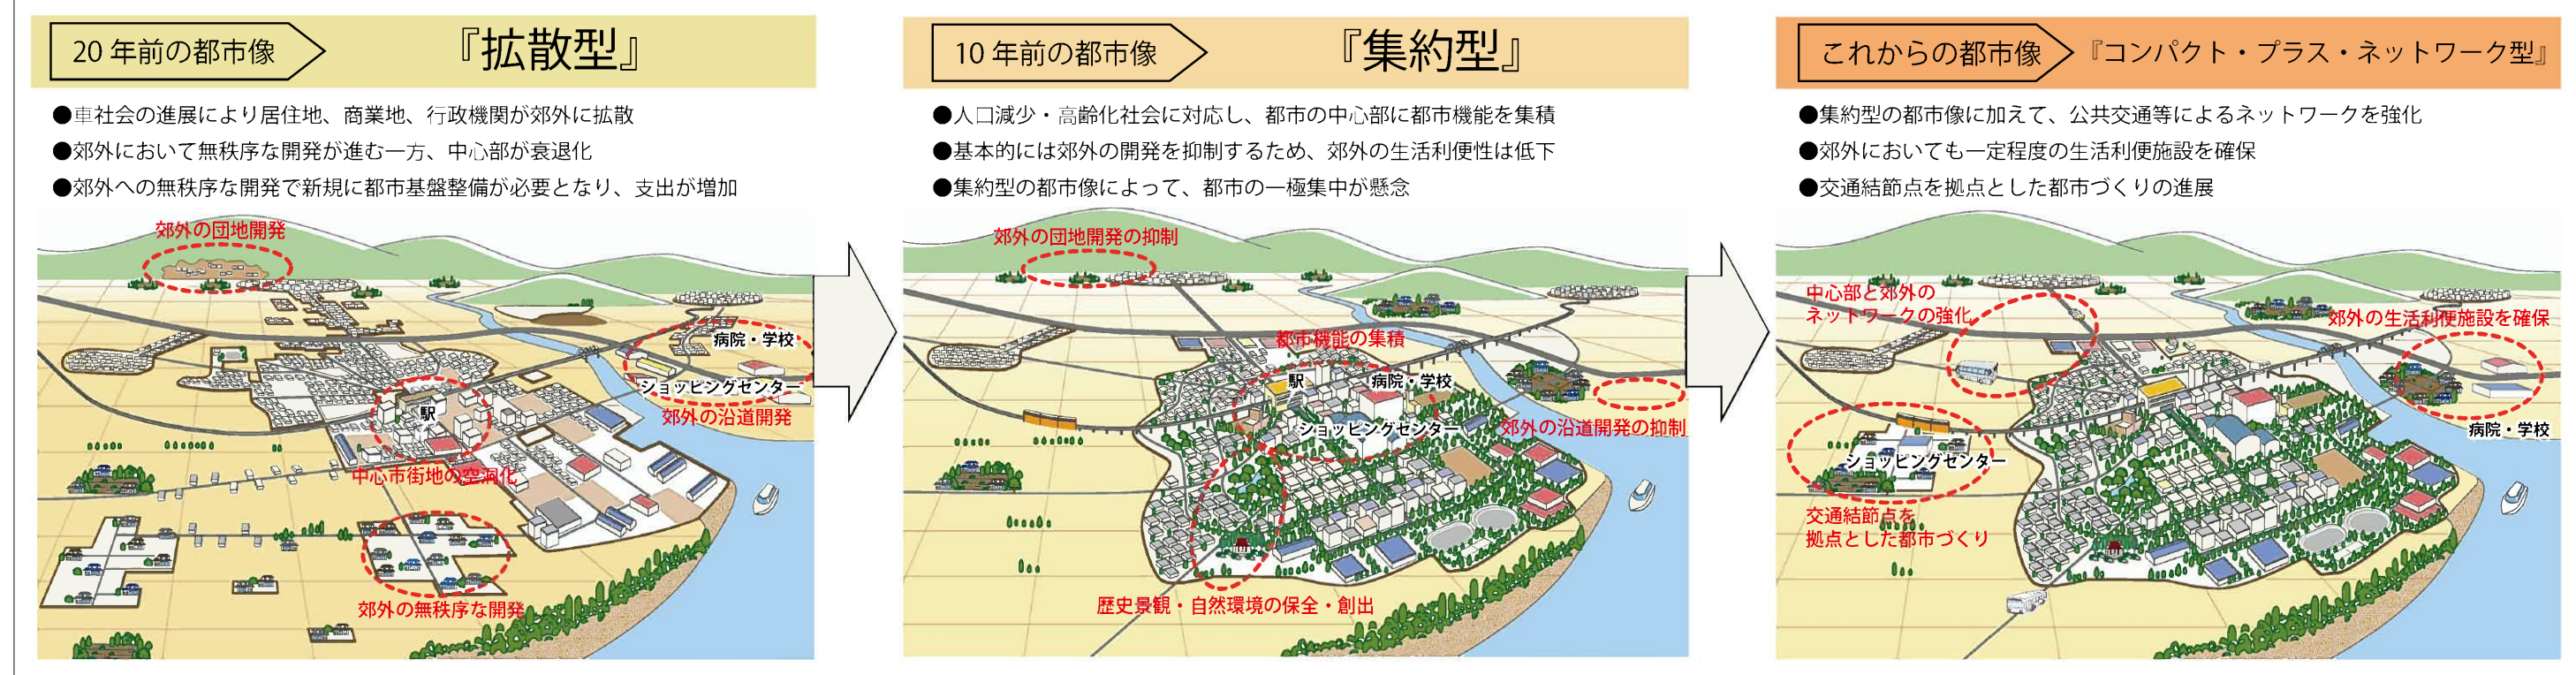 20 年前の都市像
『拡散型』
●車社会の進展により居住地、商業地、行政機関が郊外に拡散
●郊外において無秩序な開発が進む一方、中心部が衰退化
●郊外への無秩序な開発で新規に都市基盤整備が必要となり、支出が増加
郊外の団地開発
病院・学校
ショッピングセンター
郊外の沿道開発
駅
中心市街地の空洞化
郊外の無秩序な開発
10 年前の都市像
『集約型』
●人口減少・高齢化社会に対応し、都市の中心部に都市機能を集積
●基本的には郊外の開発を抑制するため、郊外の生活利便性は低下
●集約型の都市像によって、都市の一極集中が懸念
郊外の団地開発の抑制
都市機能の集積
駅
病院・学校
ショッピングセンター
郊外の沿道開発の抑制
歴史景観・自然環境の保全・創出
これからの都市像
『コンパクト・プラス・ネットワーク型』
●集約型の都市像に加えて、公共交通等によるネットワークを強化
●郊外においても一定程度の生活利便施設を確保
●交通結節点を拠点とした都市づくりの進展
中心部と郊外の
ネットワークの強化
郊外の生活利便施設を確保
病院・学校
ショッピングセンター
交通結節点を
拠点とした都市づくり